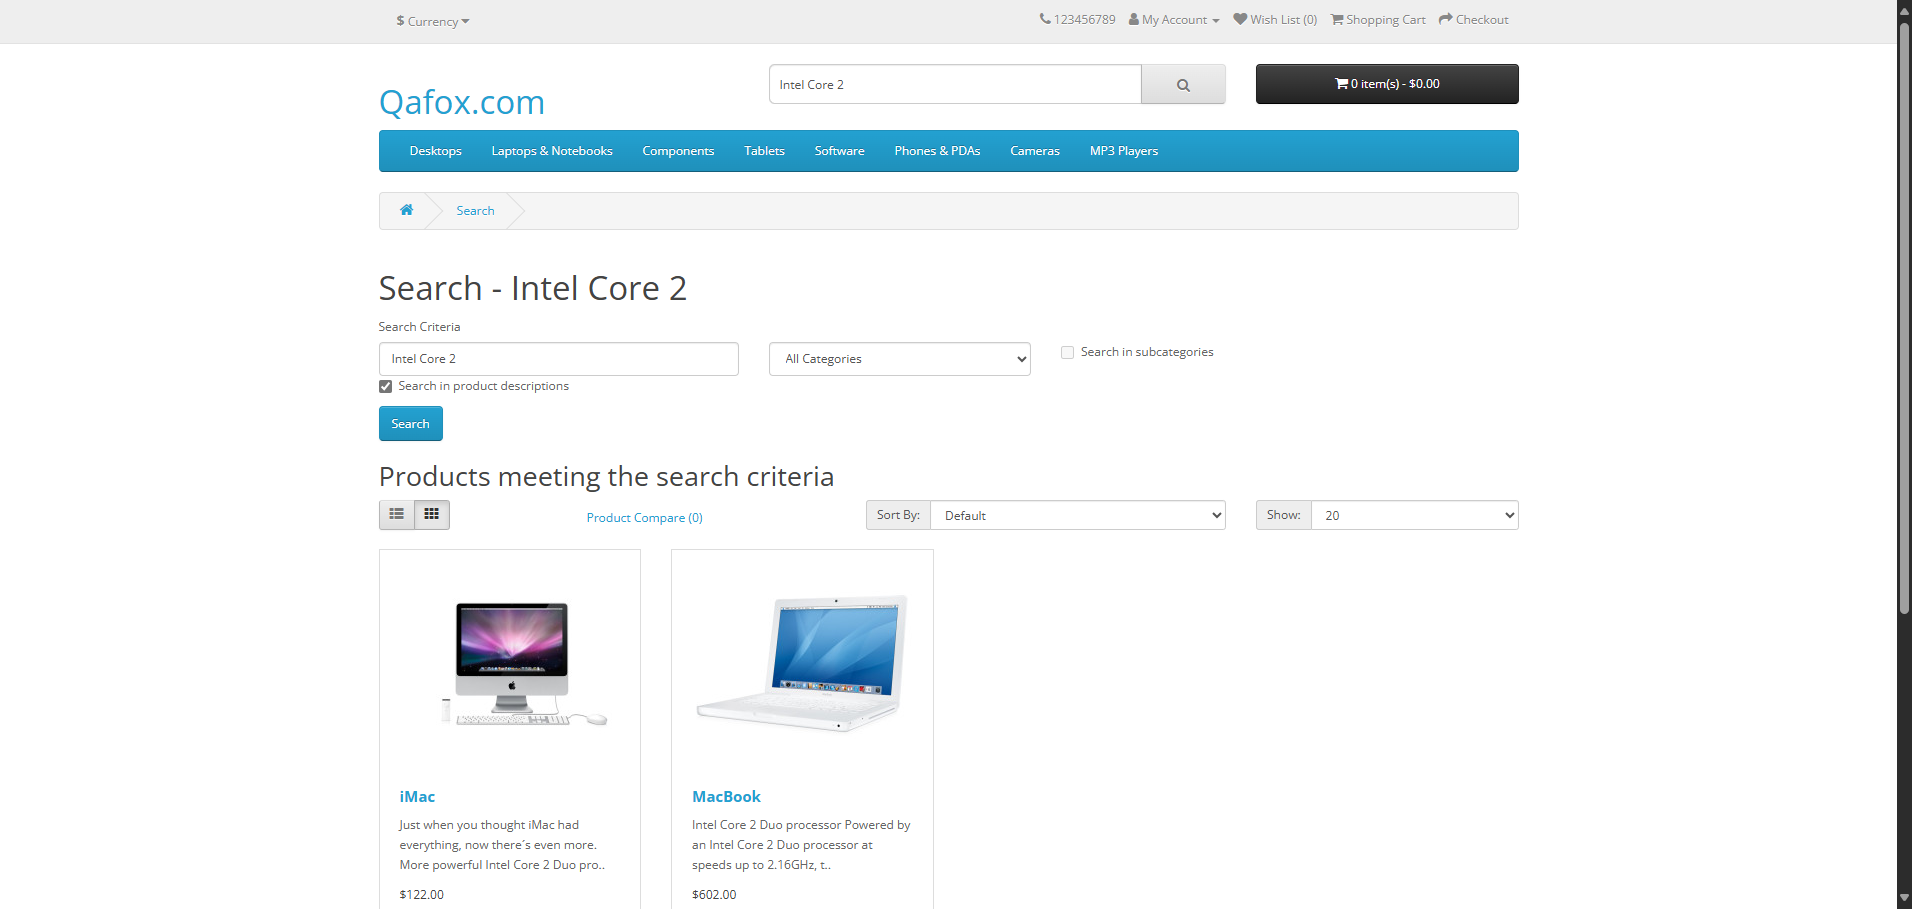 $ Currency
123456789 My Account Wish List (0) Shopping Cart Checkout
Qafox.com
Intel Core 2
0 item(s) - $0.00
Desktops Laptops & Notebooks Components Tablets Software Phones & PDAs Cameras MP3 Players
Search
Search - Intel Core 2
Search Criteria
Intel Core 2
All Categories
Search in subcategories
Search in product descriptions
Search
Products meeting the search criteria
Product Compare (0)
Sort By: Default
Show: 20
iMac
Just when you thought iMac had
everything, now there´s even more.
More powerful Intel Core 2 Duo pro..
$122.00
MacBook
Intel Core 2 Duo processor Powered by
an Intel Core 2 Duo processor at
speeds up to 2.16GHz, t..
$602.00